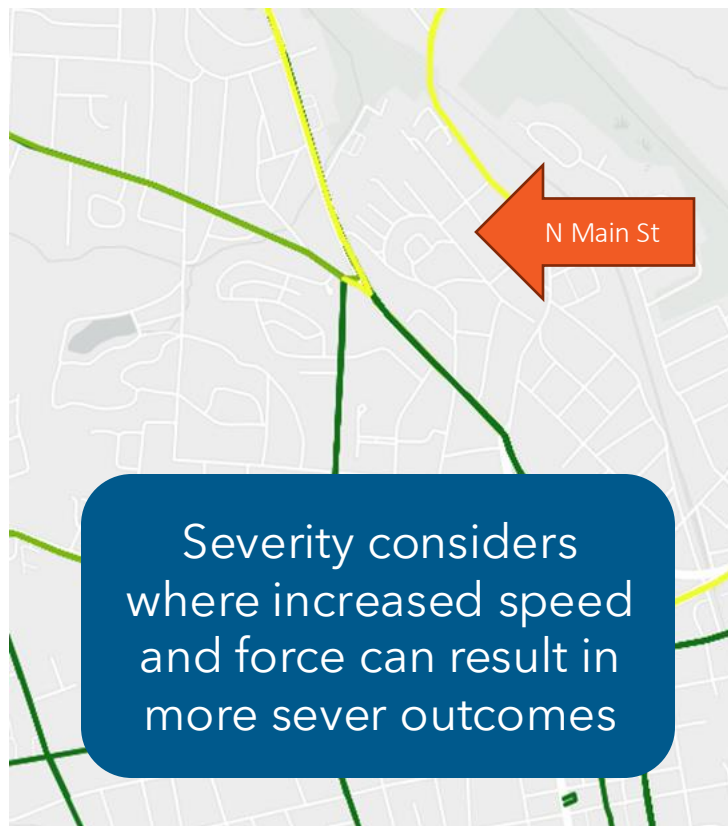 N Main St
Severity considers
where increased speed
and force can result in
more sever outcomes